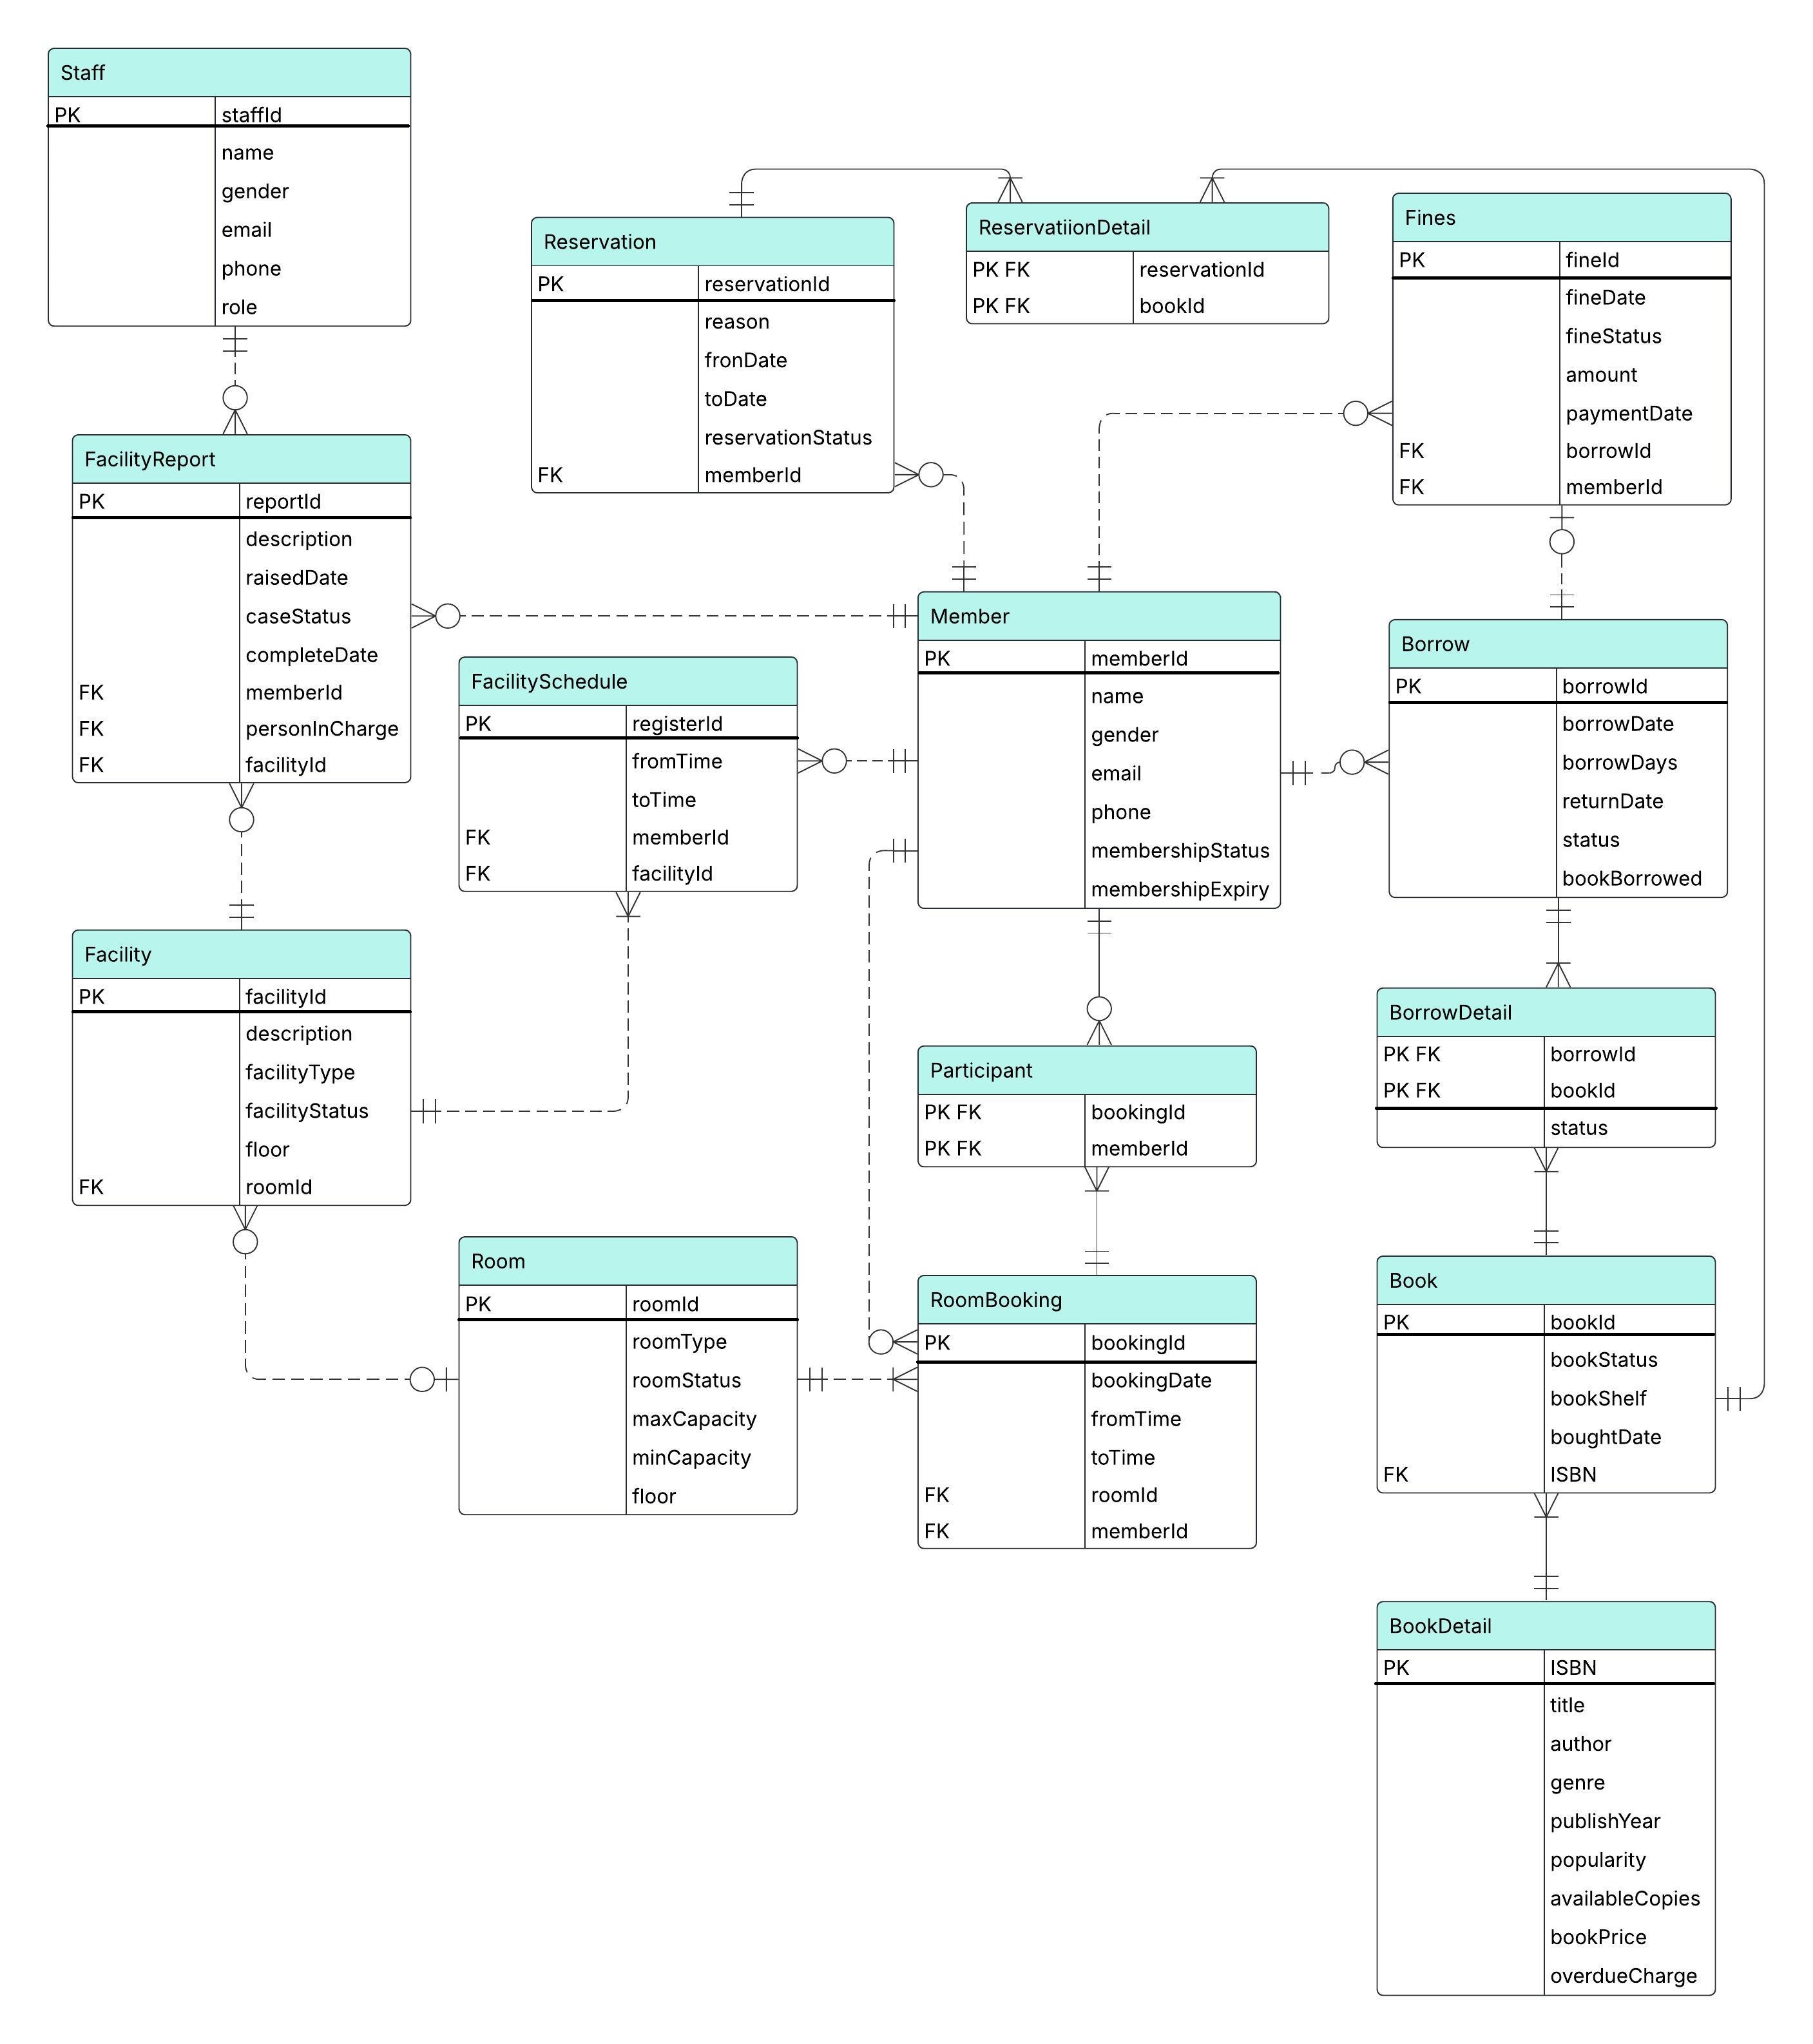 Staff
PK staffId
name
gender
email
phone
role
Reservation
PK reservationId
reason
fronDate
toDate
reservationStatus
FK memberId
ReservatiionDetail
PK FK reservationId
PK FK bookId
Fines
PK fineId
fineDate
fineStatus
amount
paymentDate
FK borrowId
FK memberId
FacilityReport
PK reportId
description
raisedDate
caseStatus
completeDate
FK memberId
FK personInCharge
FK facilityId
FacilitySchedule
PK registerId
fromTime
toTime
FK memberId
FK facilityId
Member
PK memberId
name
gender
email
phone
membershipStatus
membershipExpiry
Borrow
PK borrowId
borrowDate
borrowDays
returnDate
status
bookBorrowed
Facility
PK facilityId
description
facilityType
facilityStatus
floor
FK roomId
Participant
PK FK bookingId
PK FK memberId
BorrowDetail
PK FK borrowId
PK FK bookId
status
Room
PK roomId
roomType
roomStatus
maxCapacity
minCapacity
floor
RoomBooking
PK bookingId
bookingDate
fromTime
toTime
FK roomId
FK memberId
Book
PK bookId
bookStatus
bookShelf
boughtDate
FK ISBN
BookDetail
PK ISBN
title
author
genre
publishYear
popularity
availableCopies
bookPrice
overdueCharge